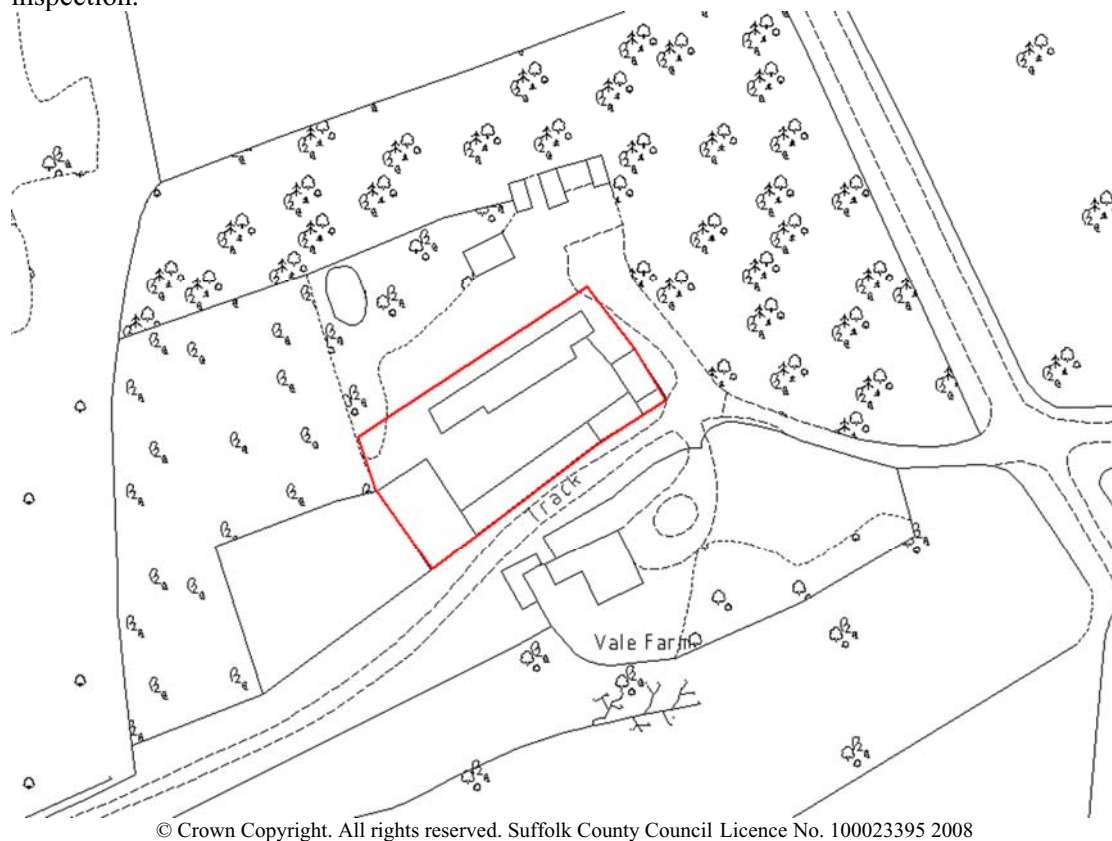 inspection.
Track
Vale Farm
© Crown Copyright. All rights reserved. Suffolk County Council Licence No. 100023395 2008